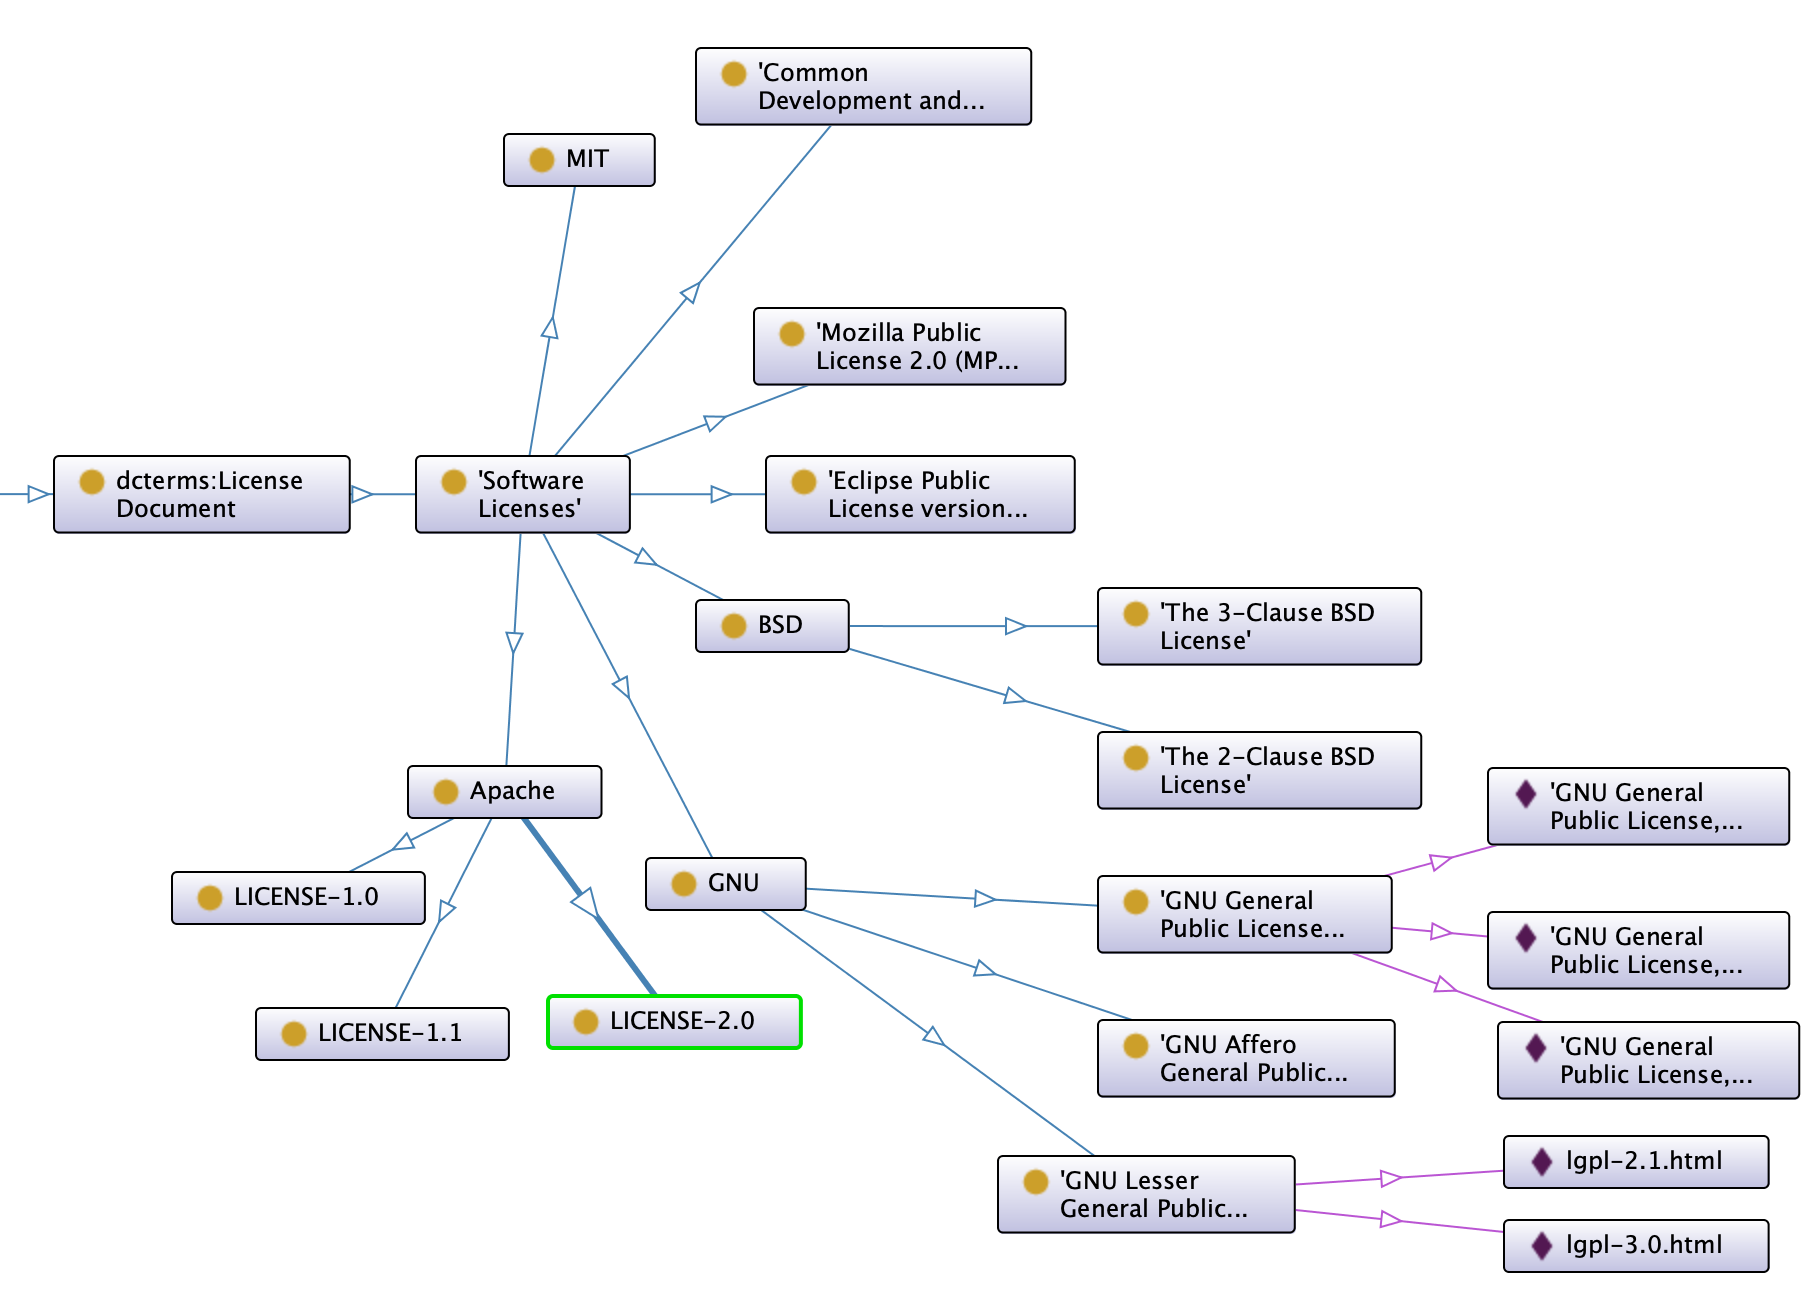 'Common
Development and...
MIT
'Mozilla Public
License 2.0 (MP...
dcterms:License
Document
'Software
Licenses'
'Eclipse Public
License version...
BSD
'The 3-Clause BSD
License'
'The 2-Clause BSD
License'
Apache
'GNU General
Public License,...
LICENSE-1.0
GNU
'GNU General
Public License...
'GNU General
Public License,...
LICENSE-1.1
LICENSE-2.0
'GNU Affero
General Public...
'GNU General
Public License,...
'GNU Lesser
General Public...
lgpl-2.1.html
lgpl-3.0.html